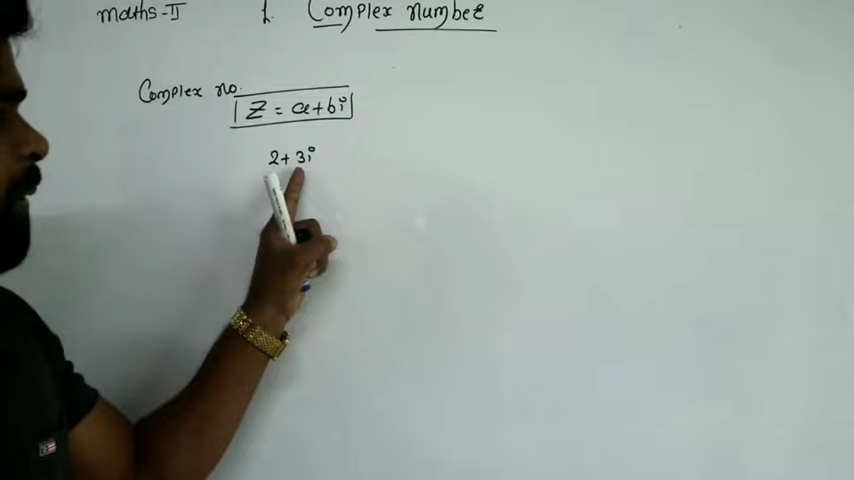 Maths-II 1. Complex Number
Complex no.
Z = a+bi
2+3i